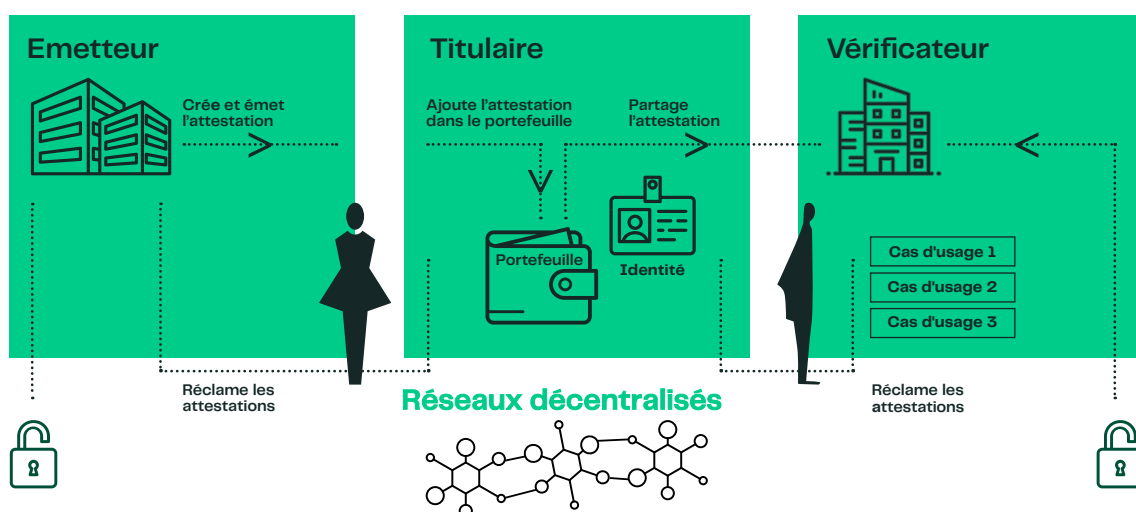 Emetteur
Crée et émet
l'attestation
Titulaire
Ajoute l'attestation
dans le portefeuille
Partage
l'attestation
Portefeuille
Identité
Vérificateur
Cas d'usage 1
Cas d'usage 2
Cas d'usage 3
Réclame les
attestations
Réseaux décentralisés
Réclame les
attestations